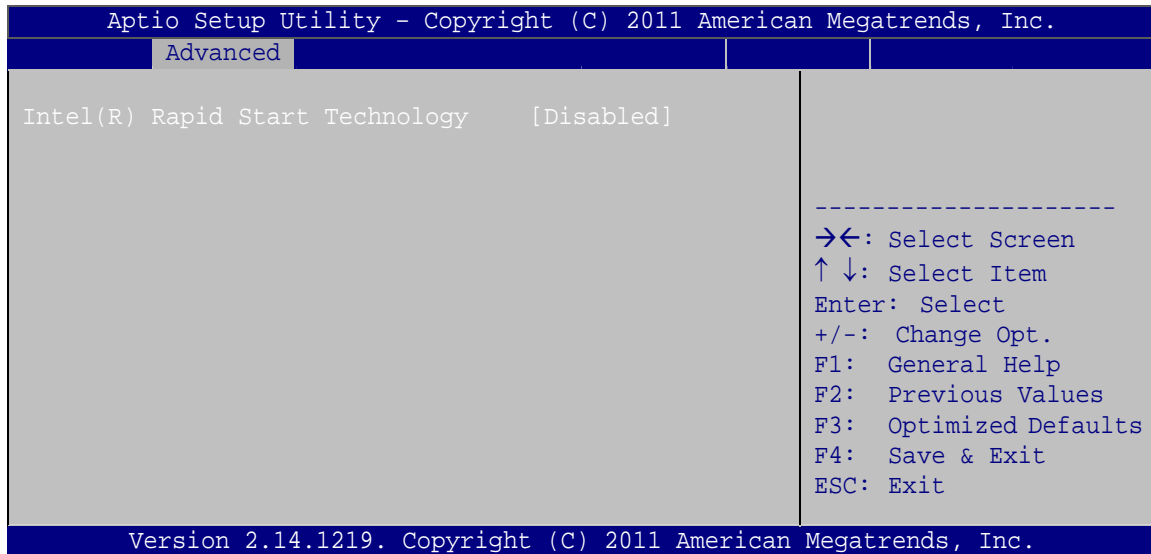 Aptio Setup Utility – Copyright (C) 2011 American Megatrends, Inc.
Advanced
Intel(R) Rapid Start Technology [Disabled]
---------------------
→←: Select Screen
↑ ↓: Select Item
Enter: Select
+/-: Change Opt.
F1: General Help
F2: Previous Values
F3: Optimized Defaults
F4: Save & Exit
ESC: Exit
Version 2.14.1219. Copyright (C) 2011 American Megatrends, Inc.